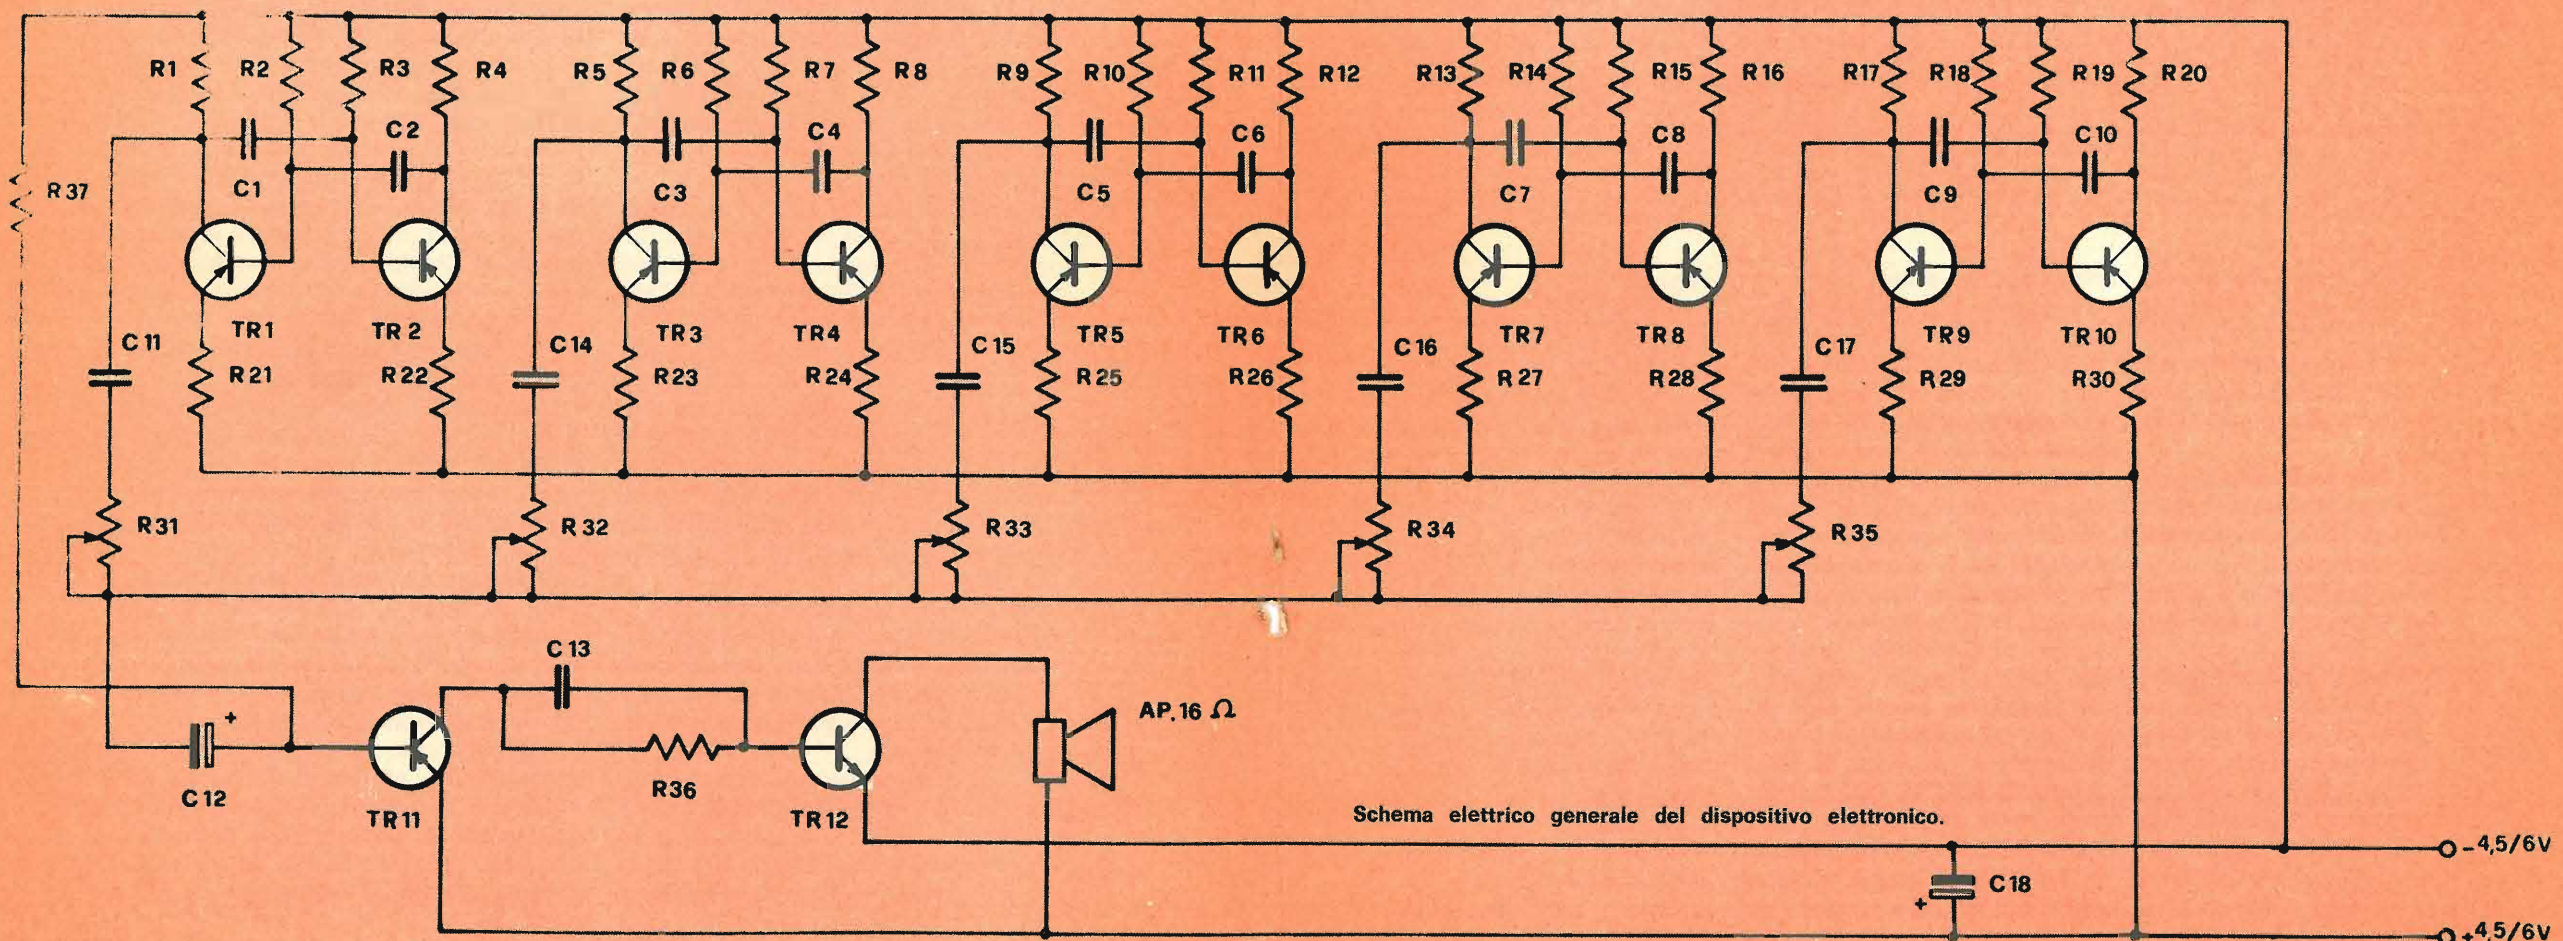 R1 R2 R3 R4 R5 R6 R7 R8 R9 R10 R11 R12 R13 R14 R15 R16 R17 R18 R19 R20
C2 C4 C6 C8 C10
R37 C1 C3 C5 C7 C9
TR1 TR2 TR3 TR4 TR5 TR6 TR7 TR8 TR9 TR10
C11 C14 C15 C16 C17
R21 R22 R23 R24 R25 R26 R27 R28 R29 R30
R31 R32 R33 R34 R35
C13
AP.16 Ω
+
C12 R36
TR11 TR12
Schema elettrico generale del dispositivo elettronico.
-4,5/6V
C18
+
+4,5/6V